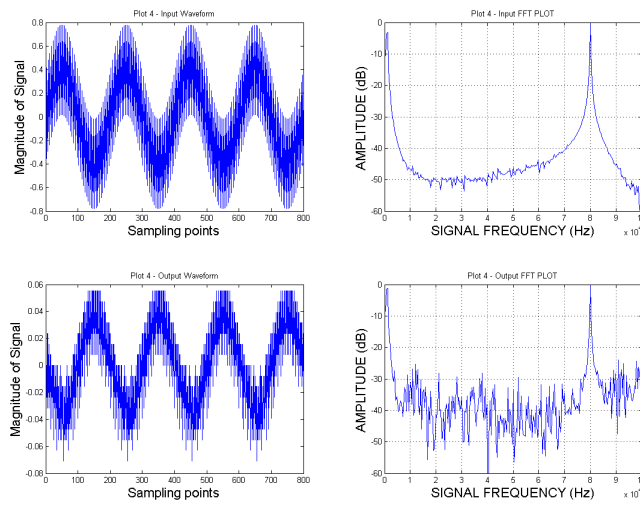 Plot 4 - Input Waveform
0.8
0.6
0.4
0.2
0
-0.2
-0.4
-0.6
-0.8
Magnitude of Signal
0 100 200 300 400 500 600 700 800
Sampling points
Plot 4 - Input FFT PLOT
0
-10
-20
-30
-40
-50
-60
AMPLITUDE (dB)
0 1 2 3 4 5 6 7 8 9 10
SIGNAL FREQUENCY (Hz)
Plot 4 - Output Waveform
0.06
0.04
0.02
0
-0.02
-0.04
-0.06
-0.08
Magnitude of Signal
0 100 200 300 400 500 600 700 800
Sampling points
Plot 4 - Output FFT PLOT
0
-10
-20
-30
-40
-50
-60
AMPLITUDE (dB)
0 1 2 3 4 5 6 7 8 9 10
SIGNAL FREQUENCY (Hz)